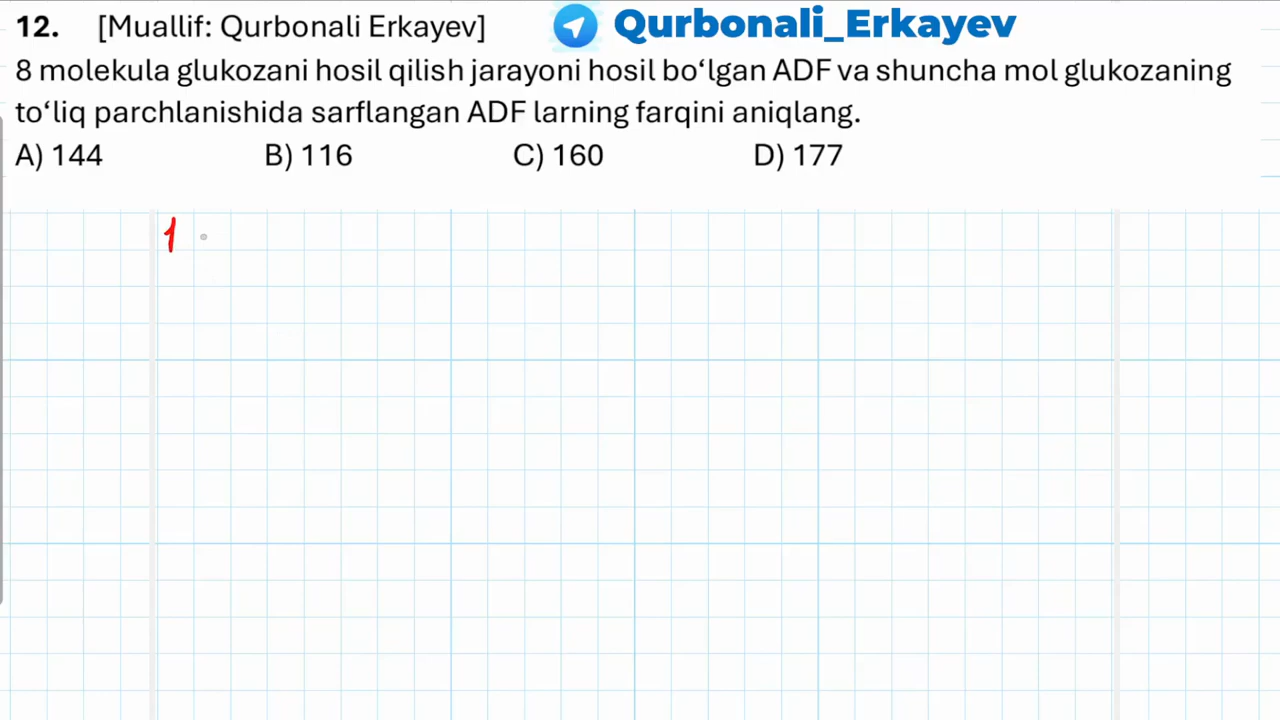 12. [Muallif: Qurbonali Erkayev] Qurbonali_Erkayev
8 molekula glukozani hosil qilish jarayoni hosil bo‘lgan ADF va shuncha mol glukozaning
to‘liq parchlanishida sarflangan ADF larning farqini aniqlang.
A) 144 B) 116 C) 160 D) 177
1